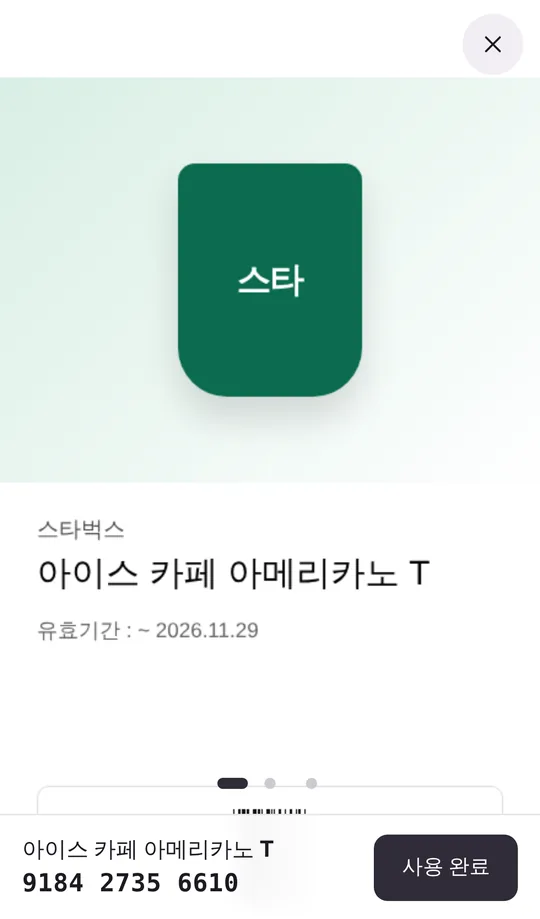 스타
스타벅스
아이스 카페 아메리카노 T
유효기간 : ~ 2026.11.29
아이스 카페 아메리카노 T
9184 2735 6610
사용 완료